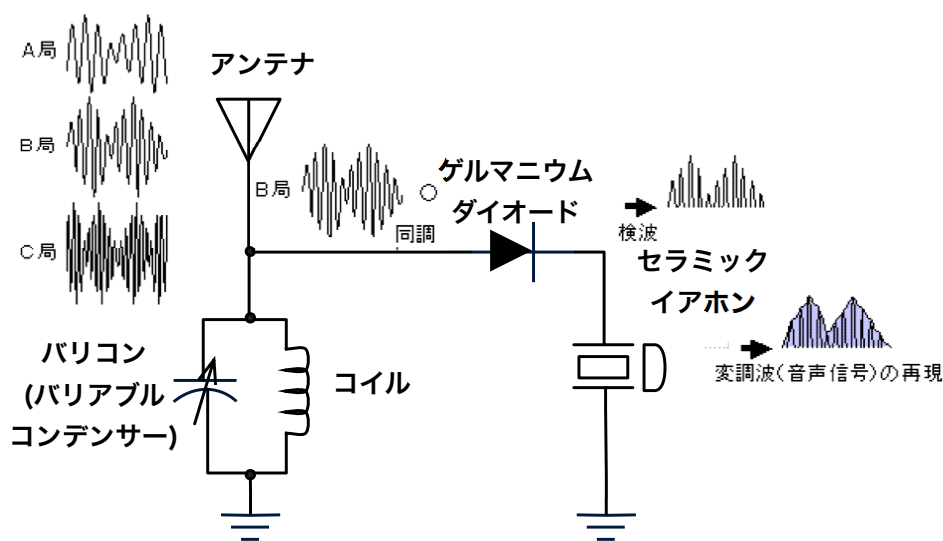 A局
B局
C局
アンテナ
B局
同調
ゲルマニウム
ダイオード
検波
セラミック
イアホン
変調波(音声信号)の再現
バリコン
(バリアブル
コンデンサー)
コイル